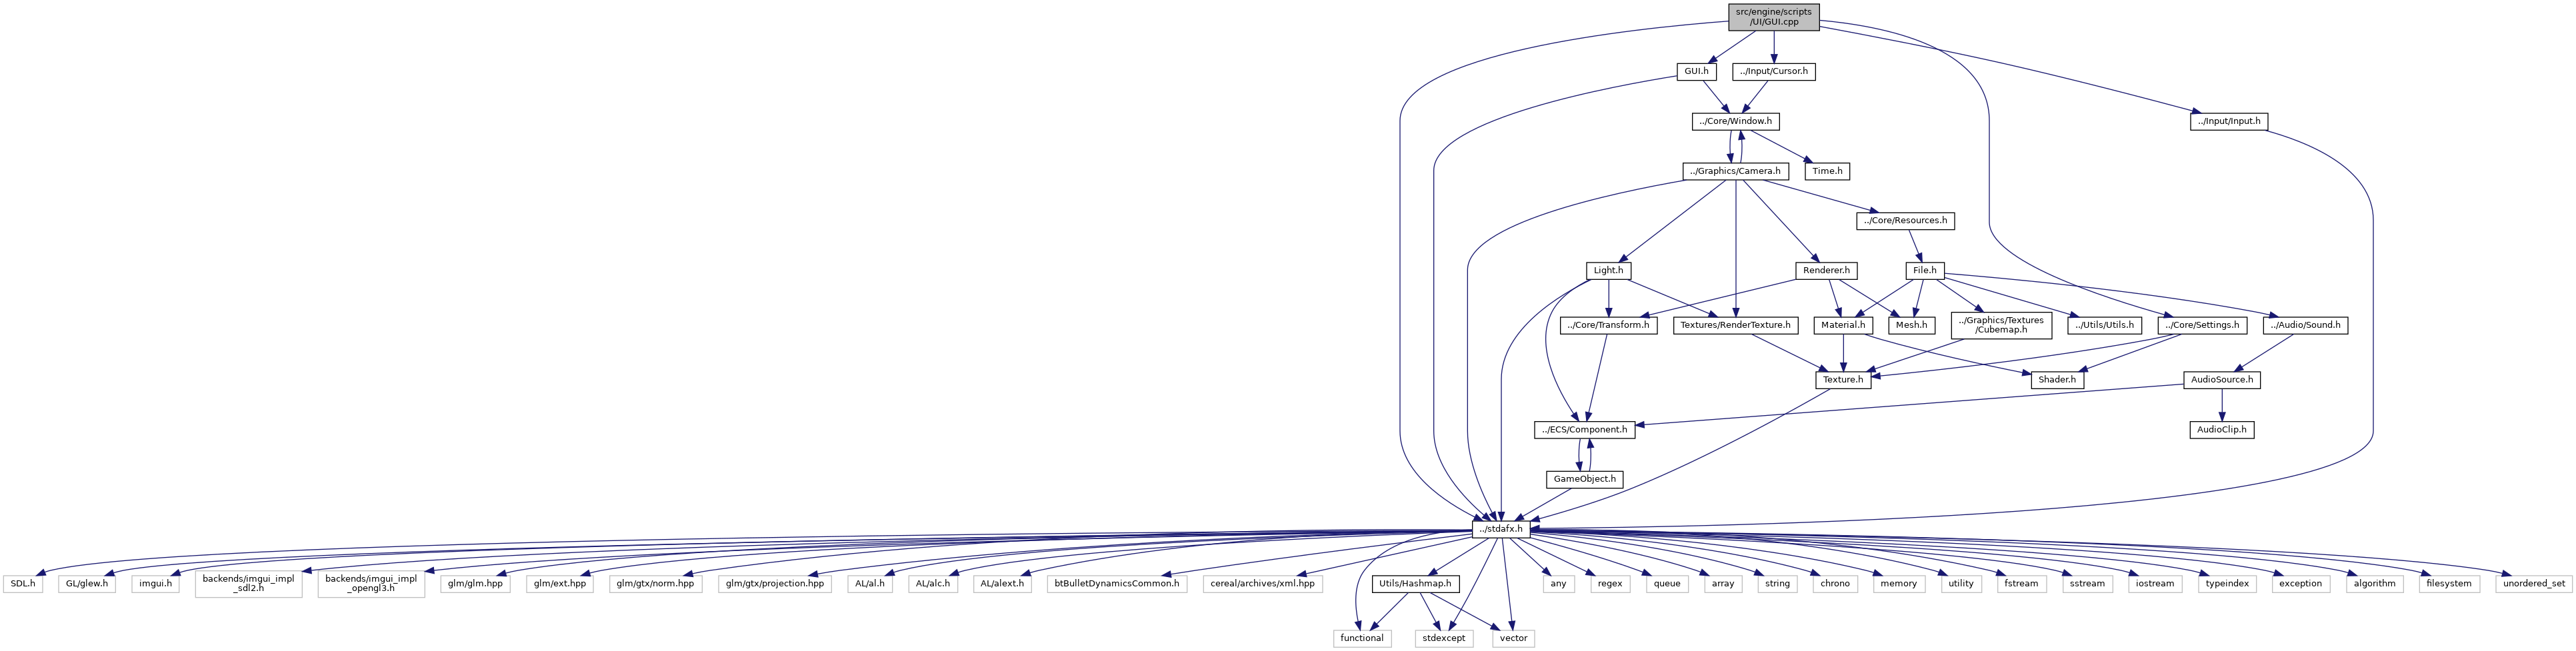 src/engine/scripts
/UI/GUI.cpp
GUI.h
../Input/Cursor.h
../Core/Window.h
../Input/Input.h
../Graphics/Camera.h
Time.h
../Core/Resources.h
Light.h
Renderer.h
File.h
../Core/Transform.h
Textures/RenderTexture.h
Material.h
Mesh.h
../Graphics/Textures
/Cubemap.h
../Utils/Utils.h
../Core/Settings.h
../Audio/Sound.h
Texture.h
Shader.h
AudioSource.h
../ECS/Component.h
AudioClip.h
GameObject.h
../stdafx.h
SDL.h
GL/glew.h
imgui.h
backends/imgui_impl
_sdl2.h
backends/imgui_impl
_opengl3.h
glm/glm.hpp
glm/ext.hpp
glm/gtx/norm.hpp
glm/gtx/projection.hpp
AL/al.h
AL/alc.h
AL/alext.h
btBulletDynamicsCommon.h
cereal/archives/xml.hpp
Utils/Hashmap.h
any
regex
queue
array
string
chrono
memory
utility
fstream
sstream
iostream
typeindex
exception
algorithm
filesystem
unordered_set
functional
stdexcept
vector